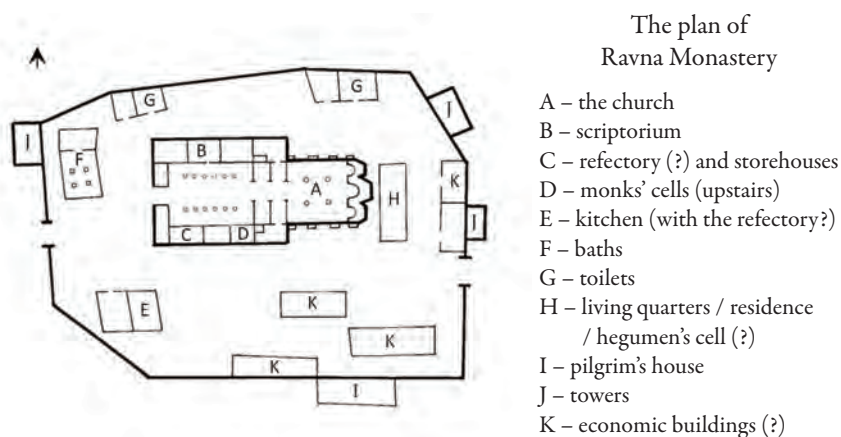 The plan of
Ravna Monastery
A – the church
B – scriptorium
C – refectory (?) and storehouses
D – monks' cells (upstairs)
E – kitchen (with the refectory?)
F – baths
G – toilets
H – living quarters / residence
/ hegumen's cell (?)
I – pilgrim's house
J – towers
K – economic buildings (?)
G
G
J
J
B
F
A
H
K
J
C
D
E
K
K
K
I